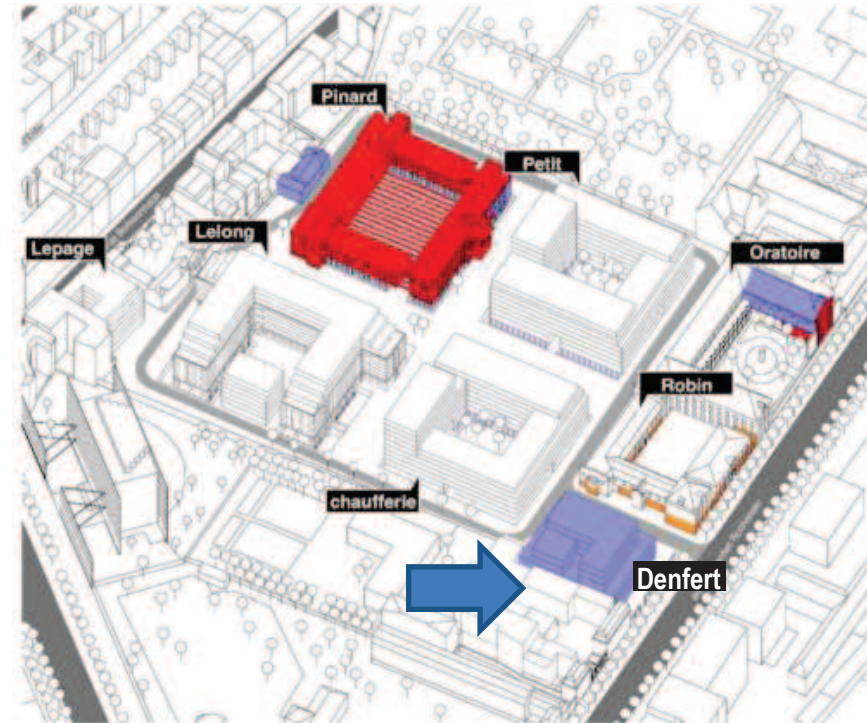 Pinard
Petit
Lelong
Lepage
Oratoire
Robin
chaufferie
Denfert